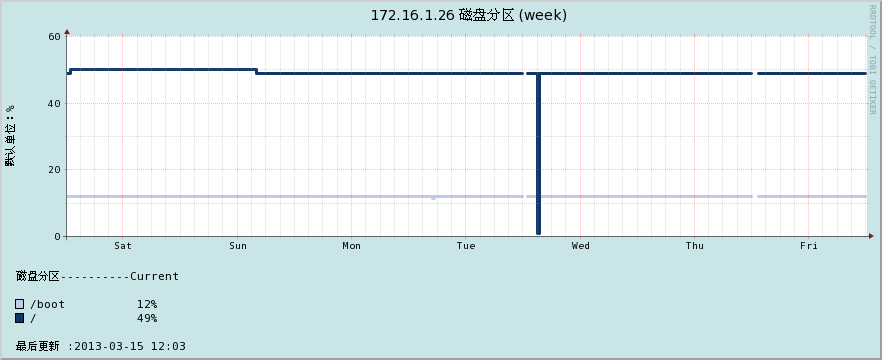 172.16.1.26 磁盘分区 (week)
RRDTOOL / TOBI OETIKER
默认单位：%
60
40
20
0
Sat Sun Mon Tue Wed Thu Fri
磁盘分区----------Current
/boot 12%
/ 49%
最后更新 :2013-03-15 12:03